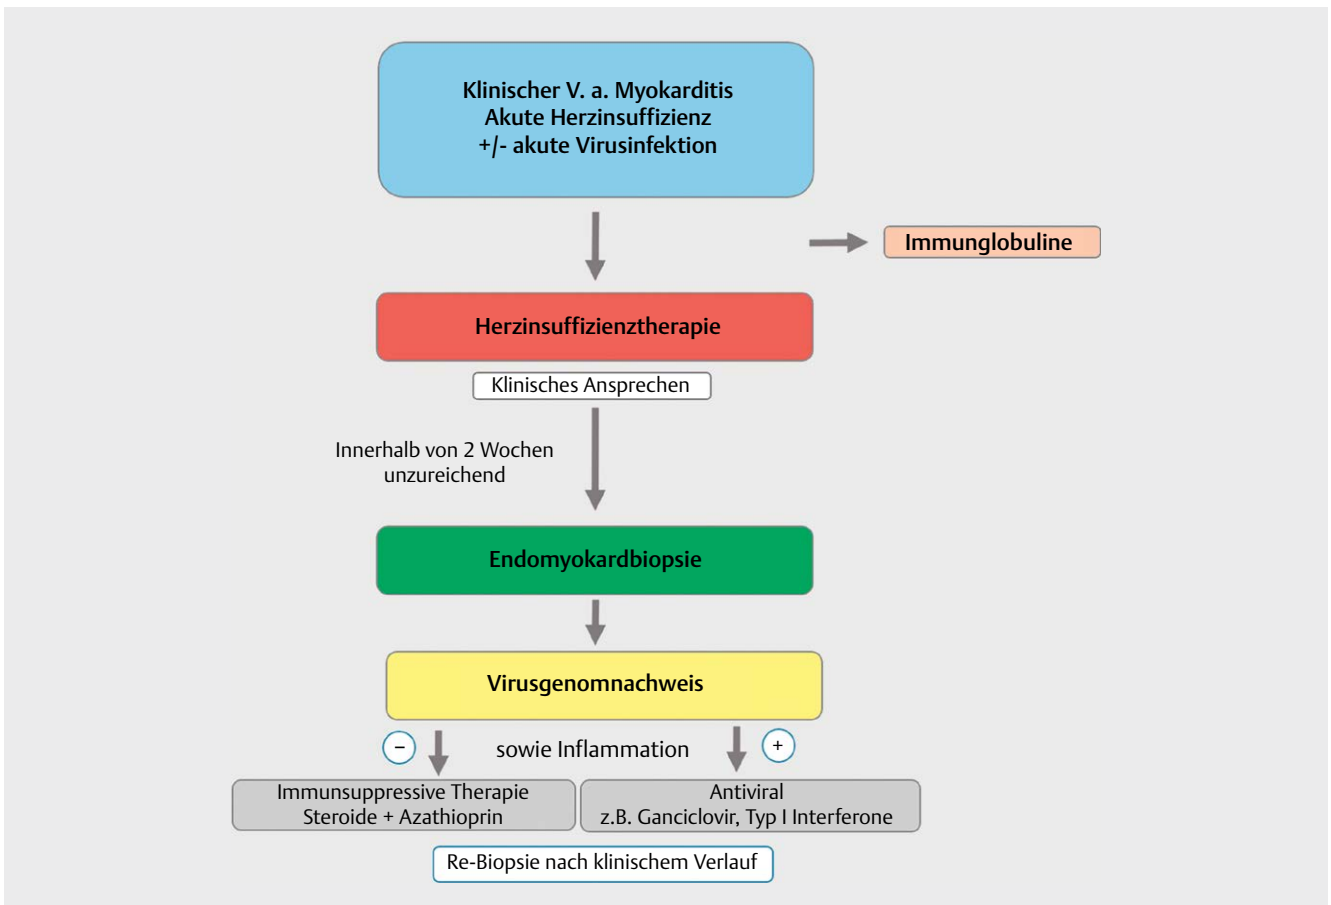 Klinischer V. a. Myokarditis
Akute Herzinsuffizienz
+/- akute Virusinfektion
Immunglobuline
Herzinsuffizienztherapie
Klinisches Ansprechen
Innerhalb von 2 Wochen
unzureichend
Endomyokardbiopsie
Virusgenomnachweis
– sowie Inflammation +
Immunsuppressive Therapie
Steroide + Azathioprin
Antiviral
z.B. Ganciclovir, Typ I Interferone
Re-Biopsie nach klinischem Verlauf